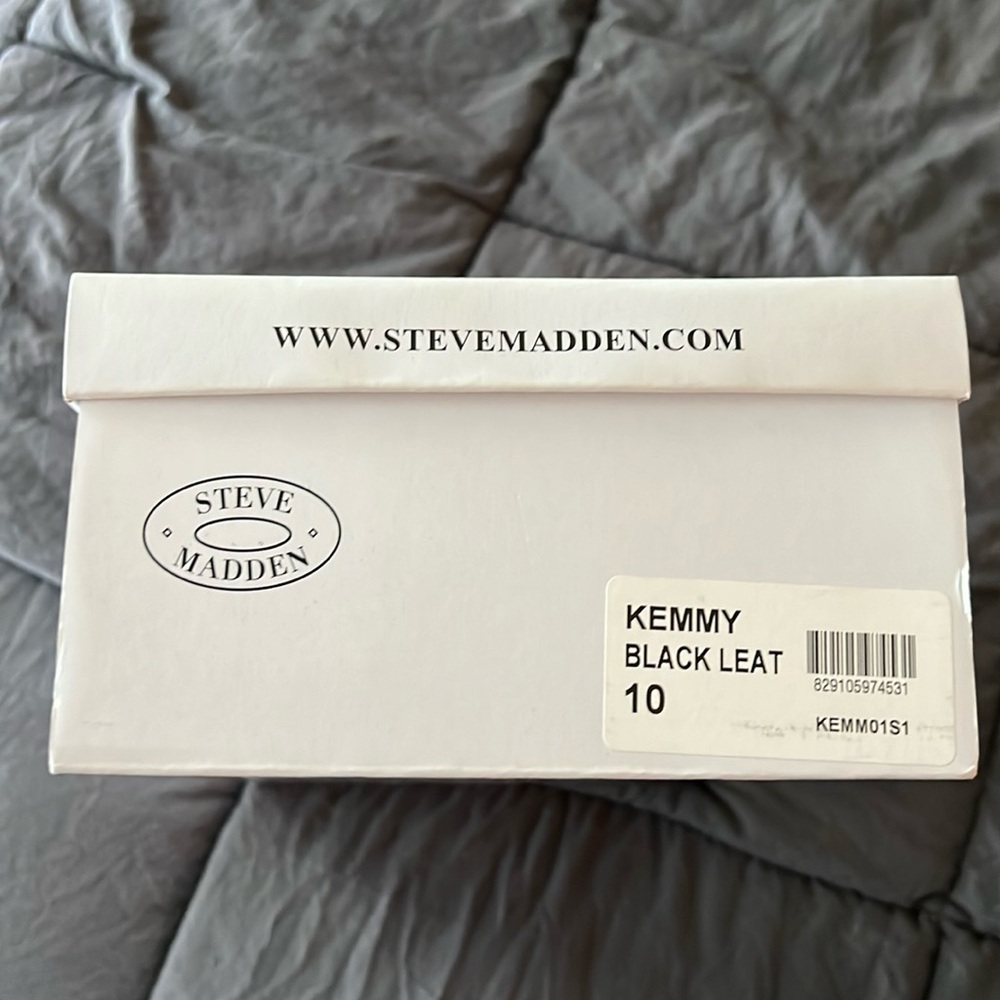 WWW.STEVEMADDEN.COM
STEVE
MADDEN
KEMMY
BLACK LEAT
10
829105974531
KEMM01S1